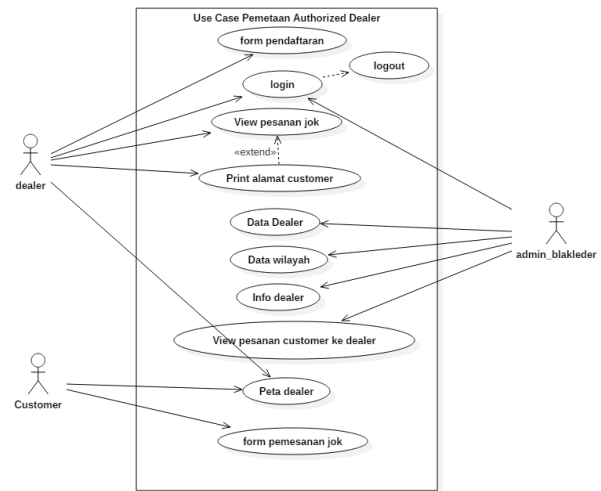 Use Case Pemetaan Authorized Dealer
form pendaftaran
logout
login
View pesanan jok
«extend»
dealer
Print alamat customer
Data Dealer
admin_blakleder
Data wilayah
Info dealer
View pesanan customer ke dealer
Peta dealer
Customer
form pemesanan jok